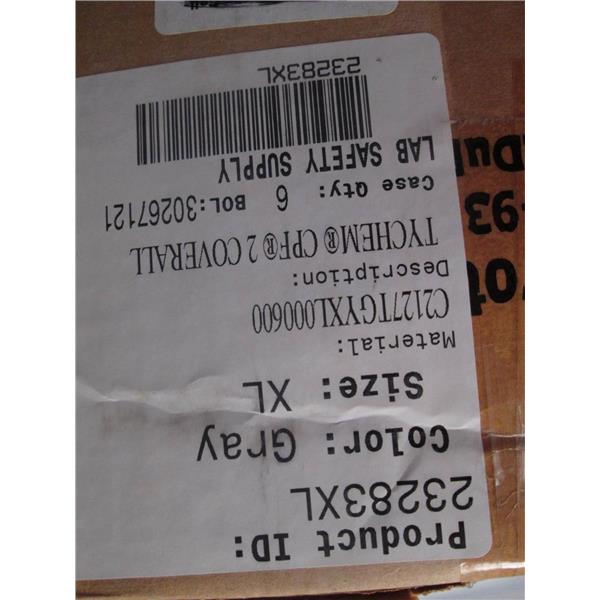 Product ID:
23283XL
Color: Gray
Size: XL
Material:
C2127TGYXL000600
Description:
TYCHEM® CPF® 2 COVERALL
Case Qty: 6 BOL:30267121
LAB SAFETY SUPPLY
23283XL